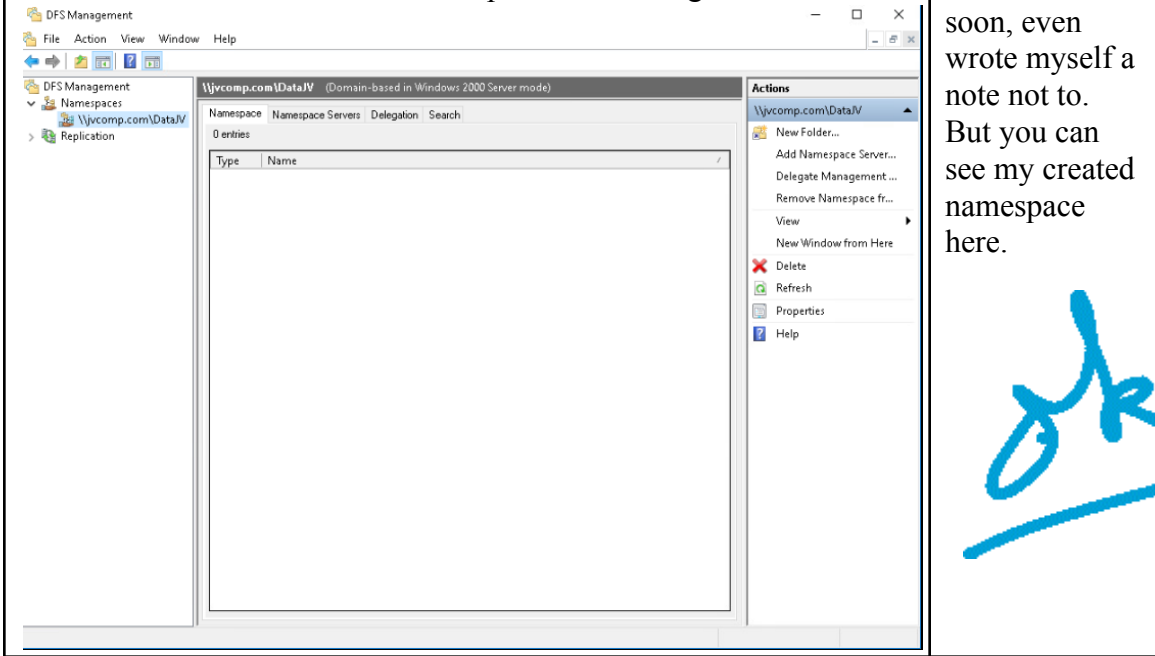 DFS Management
File Action View Window Help
DFS Management
Namespaces
\\jvcomp.com\DataJV
Replication
\\jvcomp.com\DataJV (Domain-based in Windows 2000 Server mode)
Namespace Namespace Servers Delegation Search
0 entries
Type Name
Actions
\\jvcomp.com\DataJV
New Folder...
Add Namespace Server...
Delegate Management ...
Remove Namespace fr...
View
New Window from Here
Delete
Refresh
Properties
Help
soon, even
wrote myself a
note not to.
But you can
see my created
namespace
here.